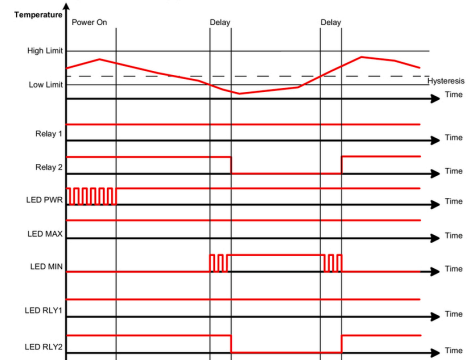 Temperature
Power On Delay Delay
High Limit
Hysteresis
Low Limit
Time
Relay 1
Time
Relay 2
Time
LED PWR
Time
LED MAX
Time
LED MIN
Time
LED RLY1
Time
LED RLY2
Time